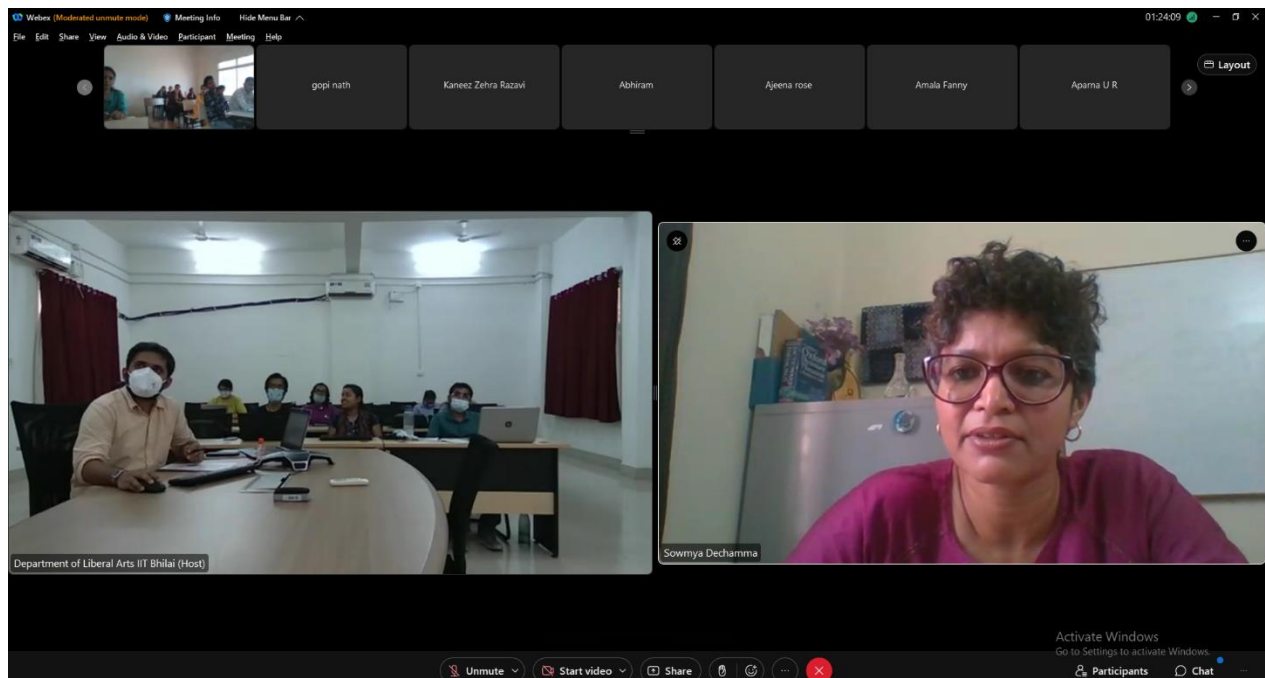 Webex (Moderated unmute mode) Meeting Info Hide Menu Bar 01:24:09
File Edit Share View Audio & Video Participant Meeting Help
Layout
gopi nath Kaneez Zehra Razavi Abhiram Ajeena rose Amala Fanny Aparna U R
Department of Liberal Arts IIT Bhilai (Host)
Sowmya Dechamma
Activate Windows
Go to Settings to activate Windows.
Unmute Start video Share Participants Chat